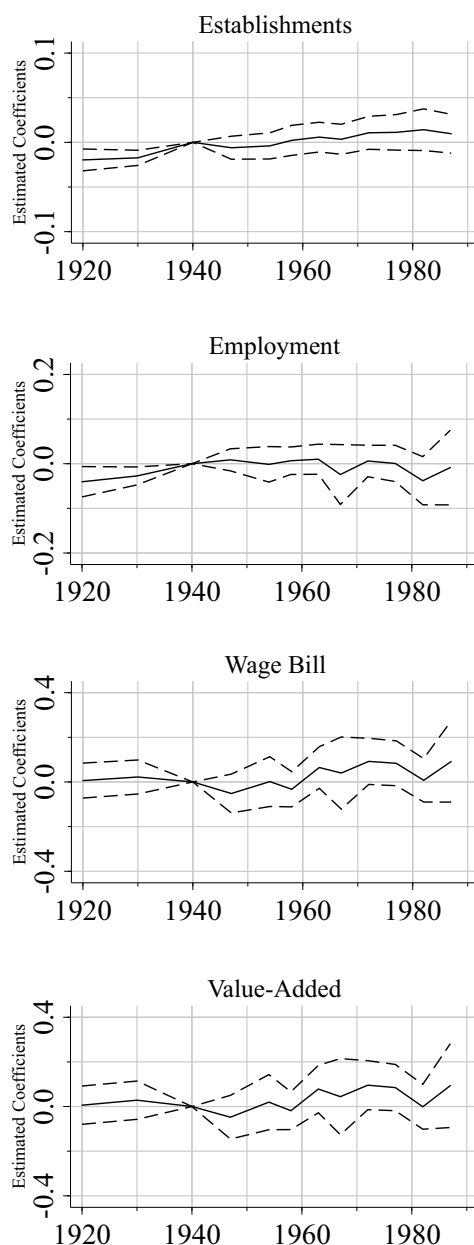 Establishments
Estimated Coefficients
0.1
0.0
-0.1
1920 1940 1960 1980
Employment
Estimated Coefficients
0.2
0.0
-0.2
1920 1940 1960 1980
Wage Bill
Estimated Coefficients
0.4
0.0
-0.4
1920 1940 1960 1980
Value-Added
Estimated Coefficients
0.4
0.0
-0.4
1920 1940 1960 1980